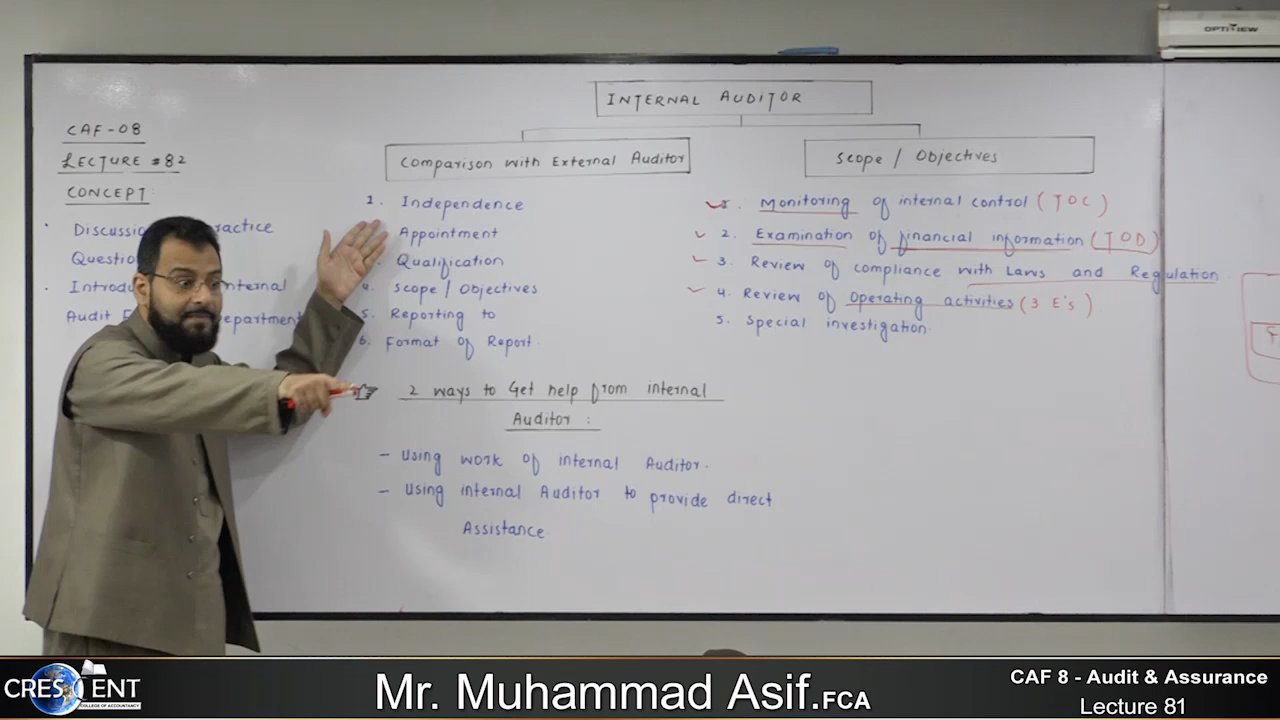 OPTIVIEW
INTERNAL AUDITOR
CAF-08
LECTURE #82
CONCEPT:
Comparison with External Auditor
Scope / Objectives
1. Independence
Appointment
Qualification
4. Scope / Objectives
5. Reporting to
6. Format of Report.
1. Monitoring of internal control (TOC)
2. Examination of financial information (TOD)
3. Review of compliance with Laws and Regulation.
4. Review of Operating activities (3 E's)
5. Special investigation.
2 ways to Get help from internal
Auditor :
- Using work of internal Auditor.
- Using internal Auditor to provide direct
Assistance.
CRESCENT
COLLEGE OF ACCOUNTANCY
Mr. Muhammad Asif.FCA
CAF 8 - Audit & Assurance
Lecture 81